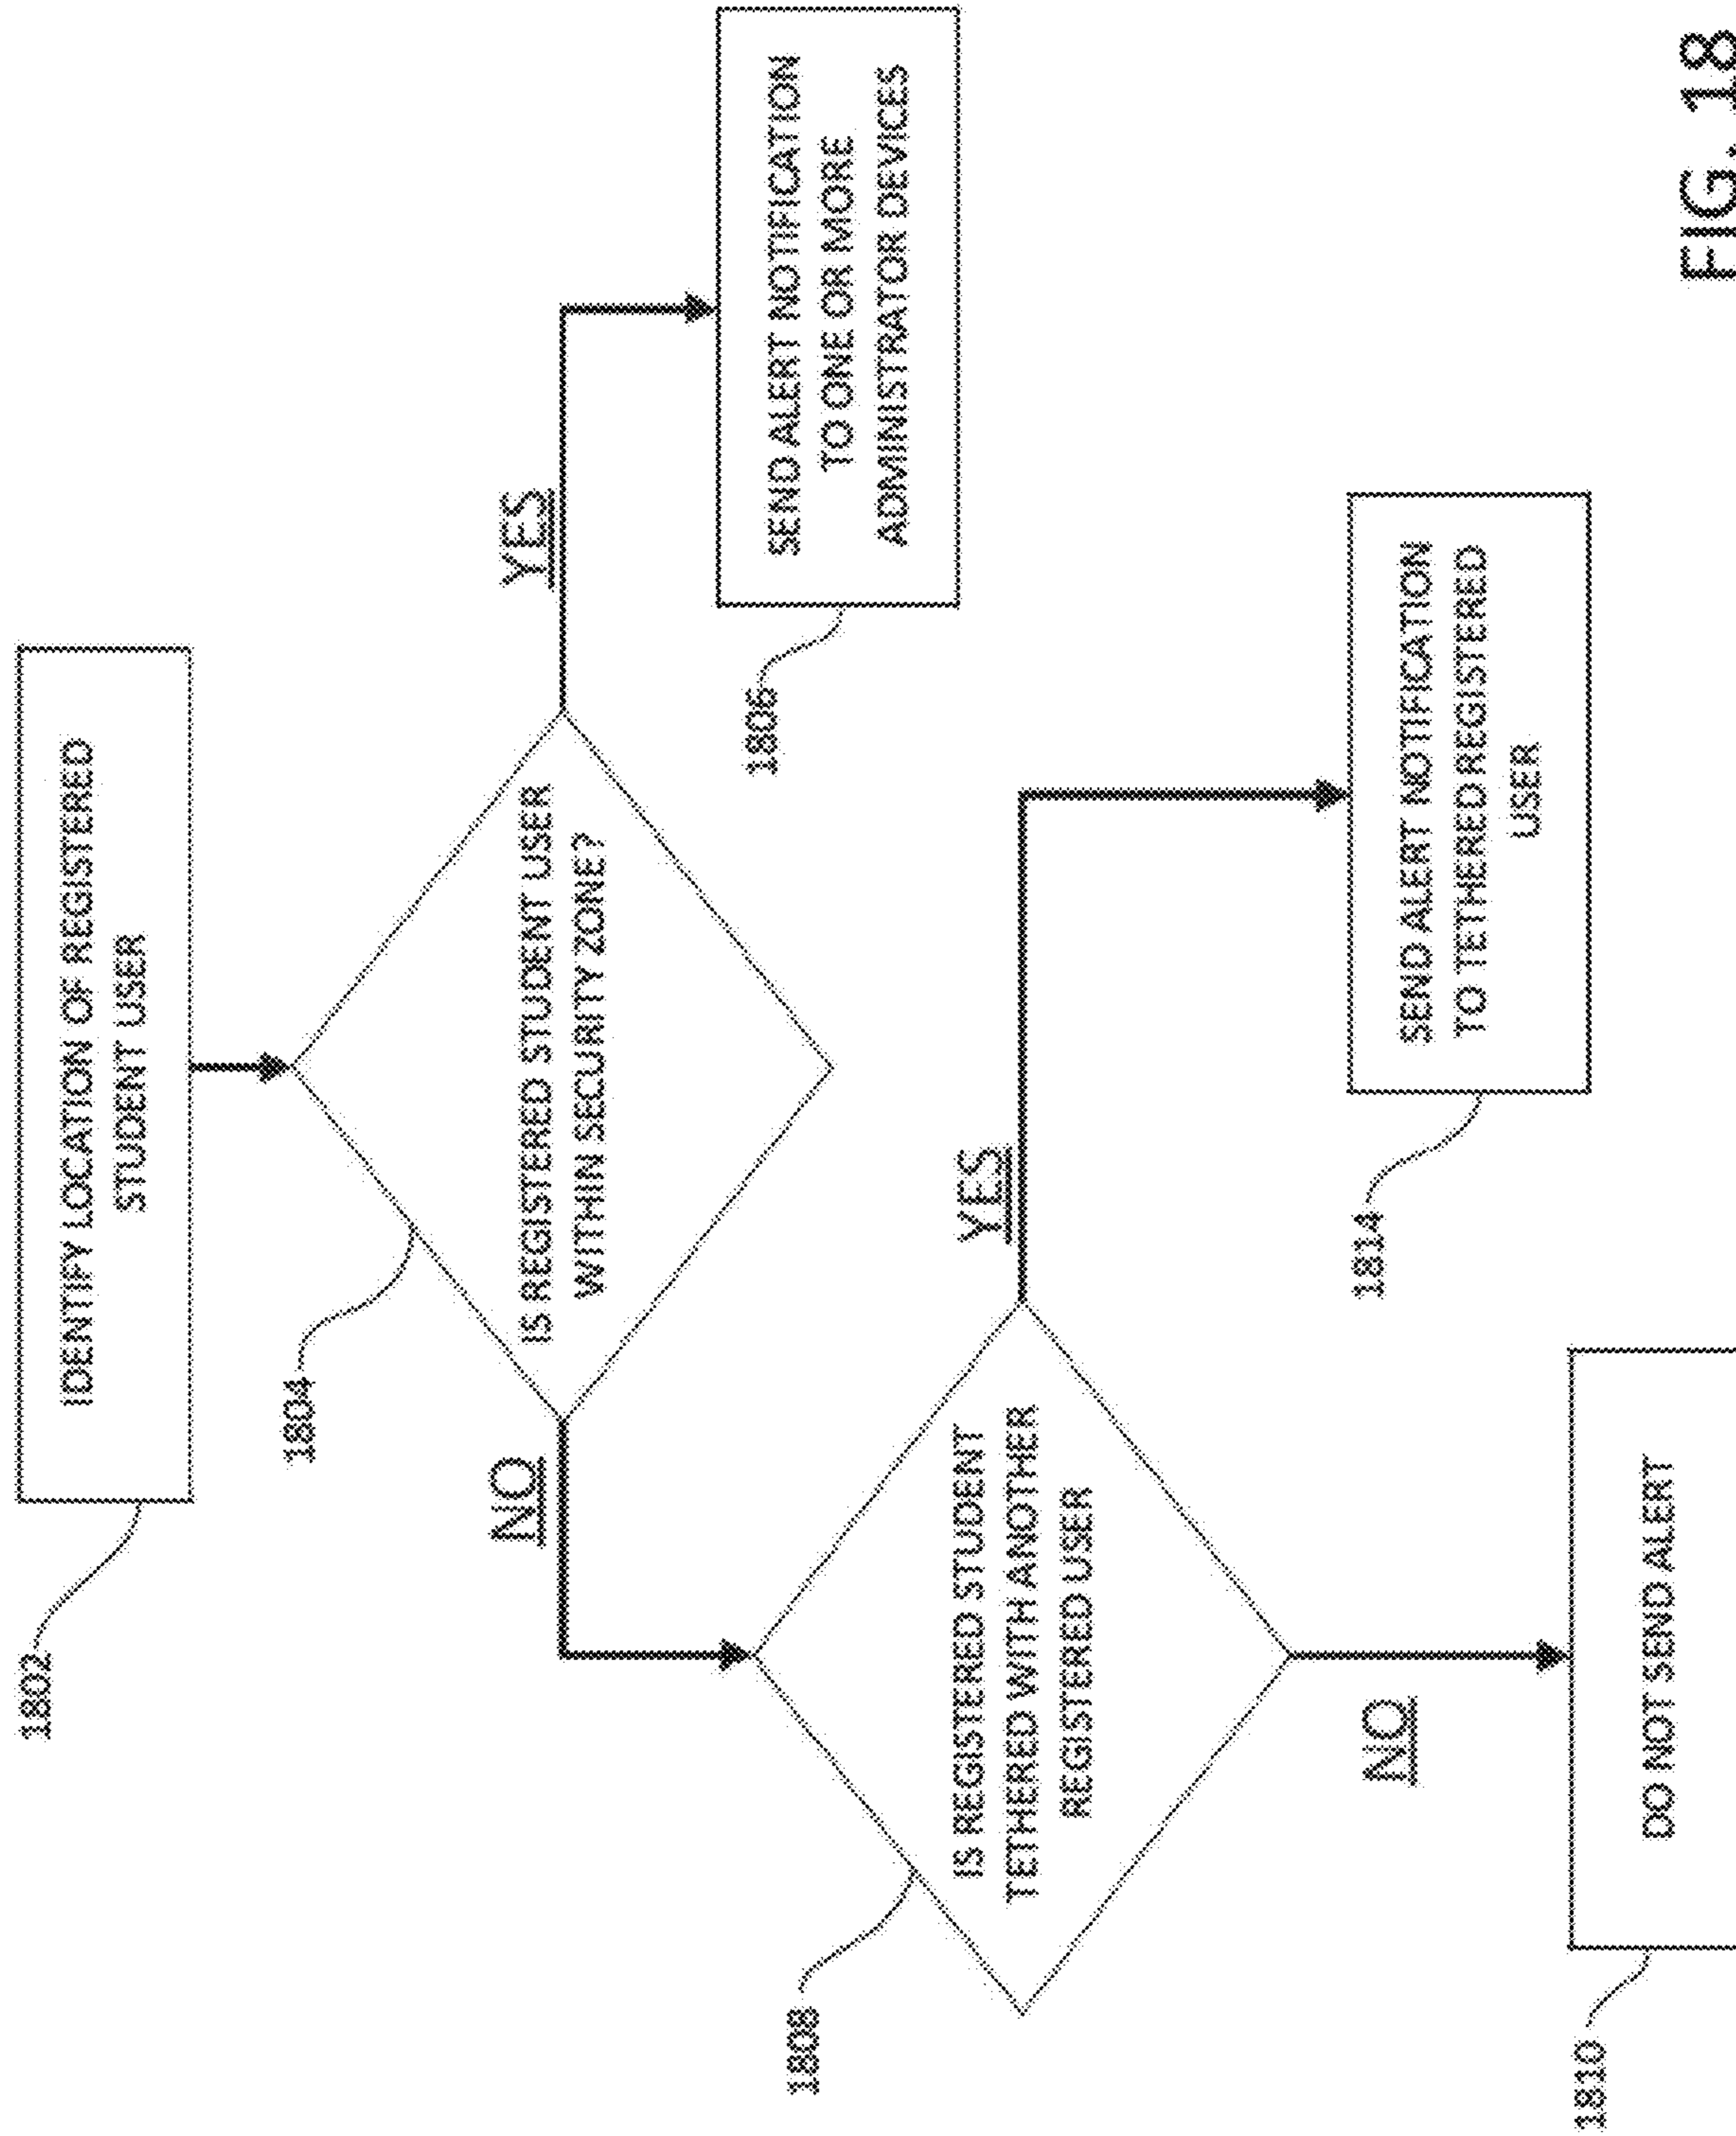 1802
IDENTIFY LOCATION OF REGISTERED
STUDENT USER
1804
IS REGISTERED STUDENT USER
WITHIN SECURITY ZONE?
NO
YES
1806
SEND ALERT NOTIFICATION
TO ONE OR MORE
ADMINISTRATOR DEVICES
1808
IS REGISTERED STUDENT
TETHERED WITH ANOTHER
REGISTERED USER
YES
NO
1814
SEND ALERT NOTIFICATION
TO TETHERED REGISTERED
USER
1810
DO NOT SEND ALERT
FIG. 18